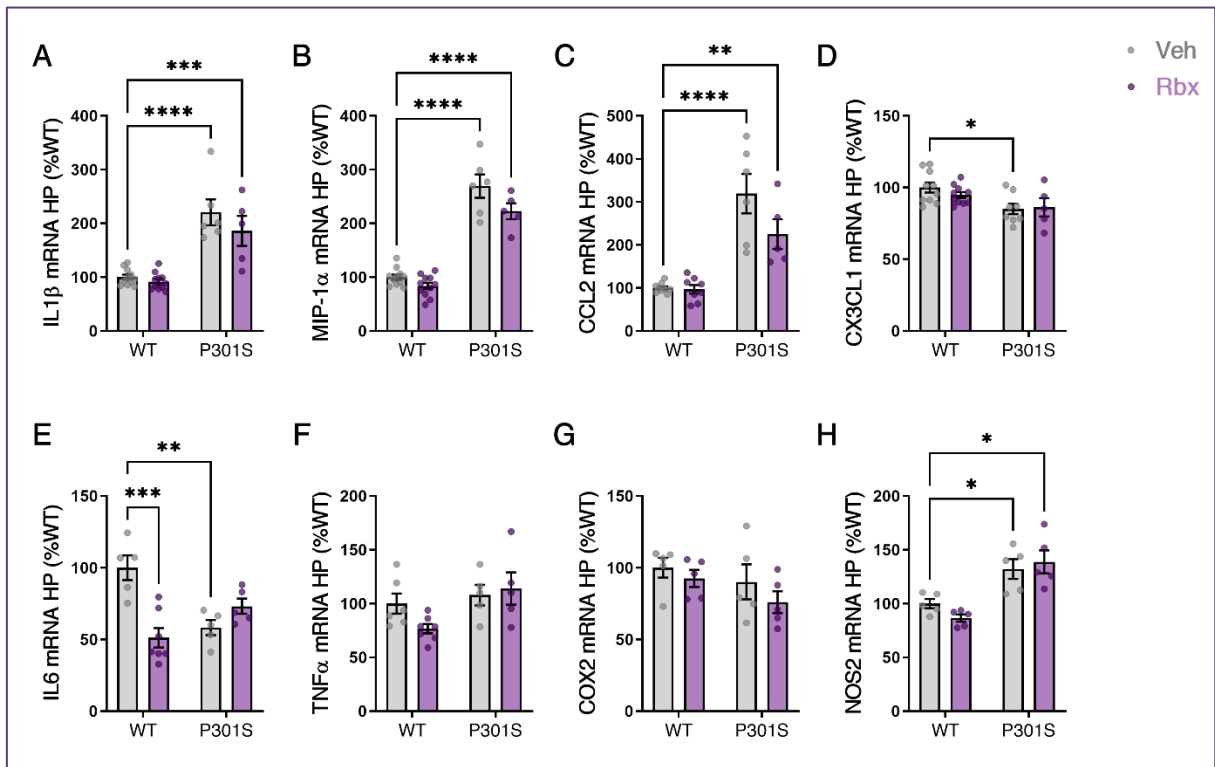 Veh
Rbx
A
***
****
IL1β mRNA HP (%WT)
400
300
200
100
0
WT P301S
B
****
****
MIP-1α mRNA HP (%WT)
400
300
200
100
0
WT P301S
C
**
****
CCL2 mRNA HP (%WT)
500
400
300
200
100
0
WT P301S
D
*
CX3CL1 mRNA HP (%WT)
150
100
50
0
WT P301S
E
**
***
IL6 mRNA HP (%WT)
150
100
50
0
WT P301S
F
TNFα mRNA HP (%WT)
200
150
100
50
0
WT P301S
G
COX2 mRNA HP (%WT)
150
100
50
0
WT P301S
H
*
*
NOS2 mRNA HP (%WT)
200
150
100
50
0
WT P301S